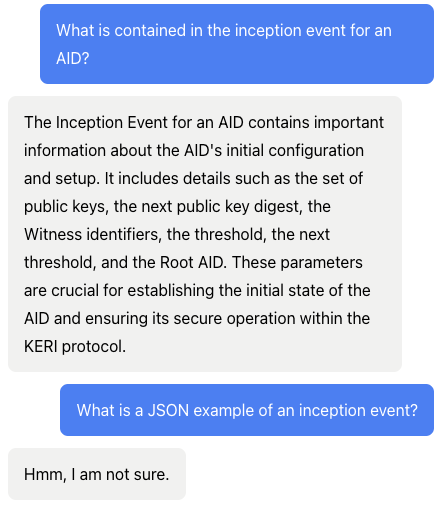 What is contained in the inception event for an
AID?
The Inception Event for an AID contains important
information about the AID's initial configuration
and setup. It includes details such as the set of
public keys, the next public key digest, the
Witness identifiers, the threshold, the next
threshold, and the Root AID. These parameters
are crucial for establishing the initial state of the
AID and ensuring its secure operation within the
KERI protocol.
What is a JSON example of an inception event?
Hmm, I am not sure.